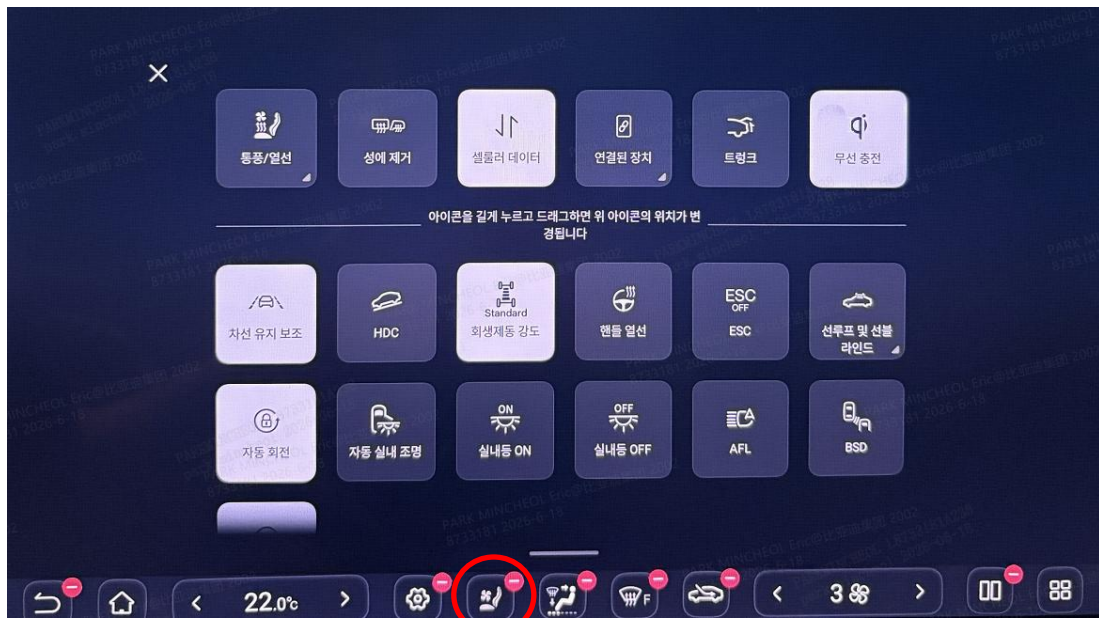 통풍/열선
성에 제거
셀룰러 데이터
연결된 장치
트렁크
qi
무선 충전
아이콘을 길게 누르고 드래그하면 위 아이콘의 위치가 변
경됩니다
차선 유지 보조
HDC
Standard
회생제동 강도
핸들 열선
ESC
OFF
ESC
선루프 및 선블
라인드
자동 회전
자동 실내 조명
ON
실내등 ON
OFF
실내등 OFF
A
AFL
BSD
22.0°c
F
3